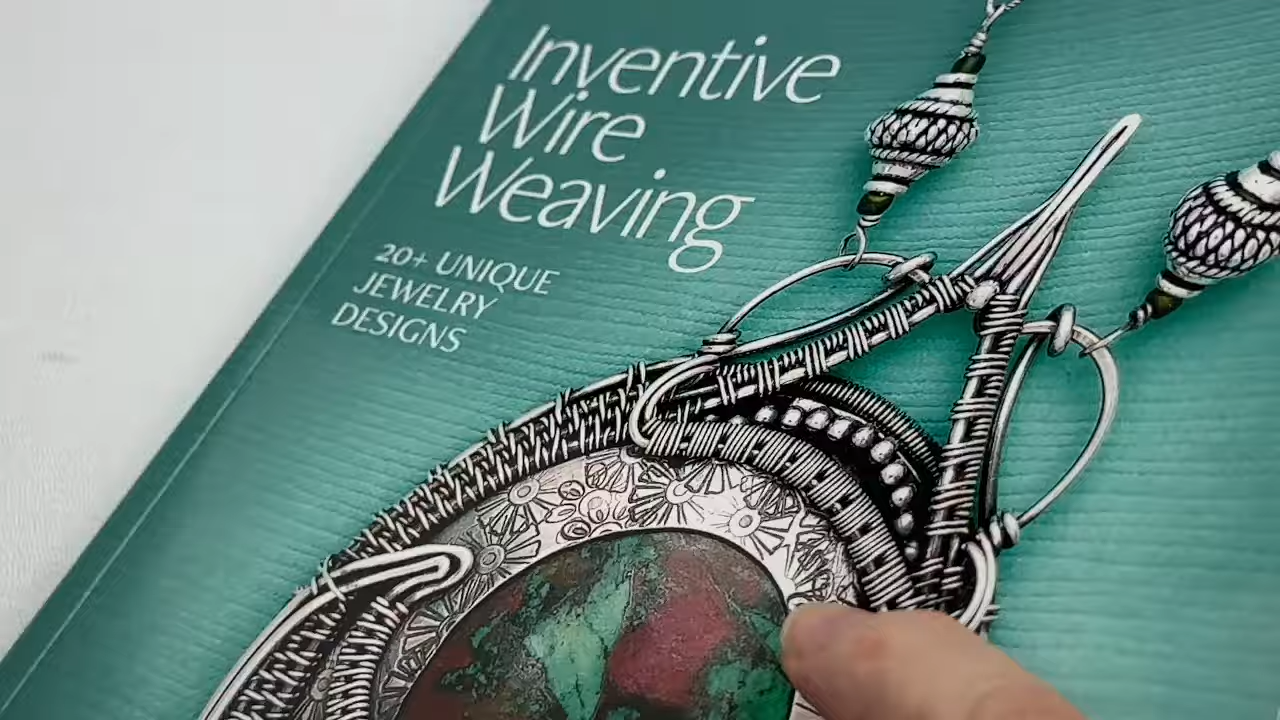 Inventive
Wire
Weaving
20+ UNIQUE
JEWELRY
DESIGNS